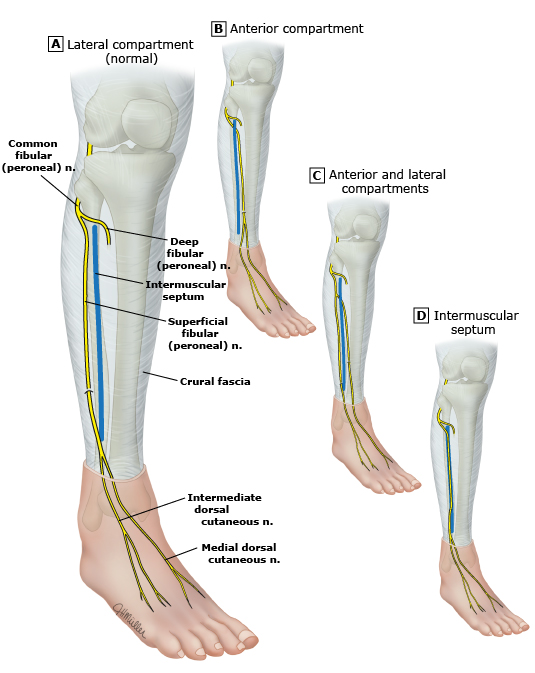 A Lateral compartment
(normal)
B Anterior compartment
C Anterior and lateral
compartments
D Intermuscular
septum
Common
fibular
(peroneal) n.
Deep
fibular
(peroneal) n.
Intermuscular
septum
Superficial
fibular
(peroneal) n.
Crural fascia
Intermediate
dorsal
cutaneous n.
Medial dorsal
cutaneous n.
JHMuller